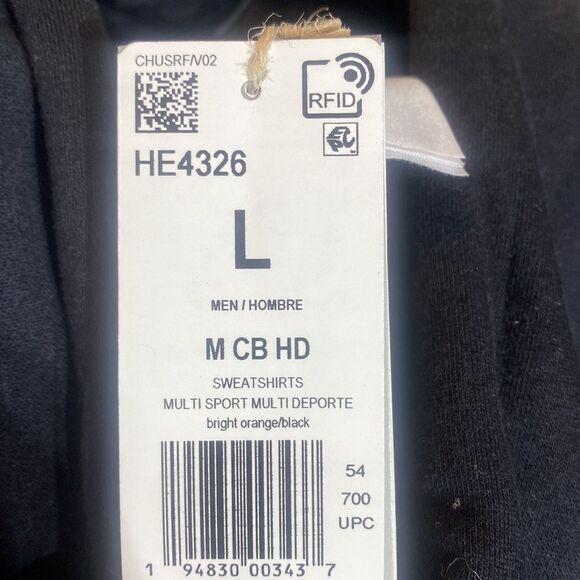 CHUSRF/V02
RFID
EPC
HE4326
L
MEN / HOMBRE
M CB HD
SWEATSHIRTS
MULTI SPORT MULTI DEPORTE
bright orange/black
54
700
UPC
1 94830 00343 7